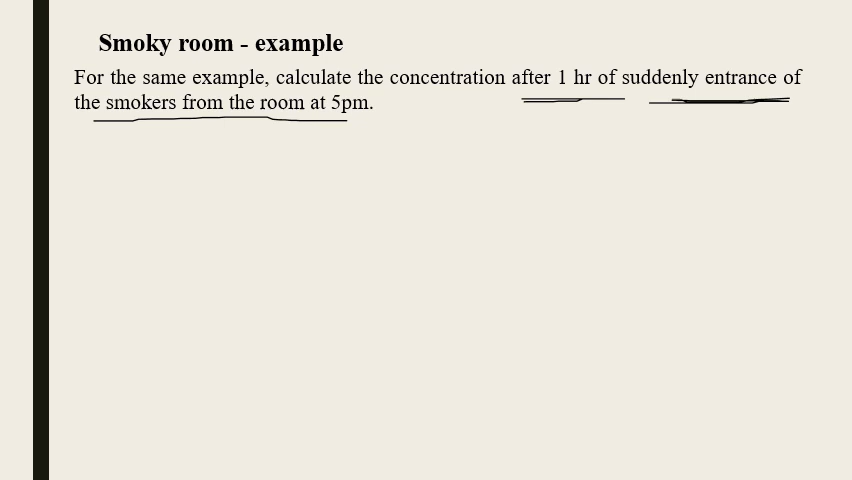 Smoky room - example
For the same example, calculate the concentration after 1 hr of suddenly entrance of
the smokers from the room at 5pm.